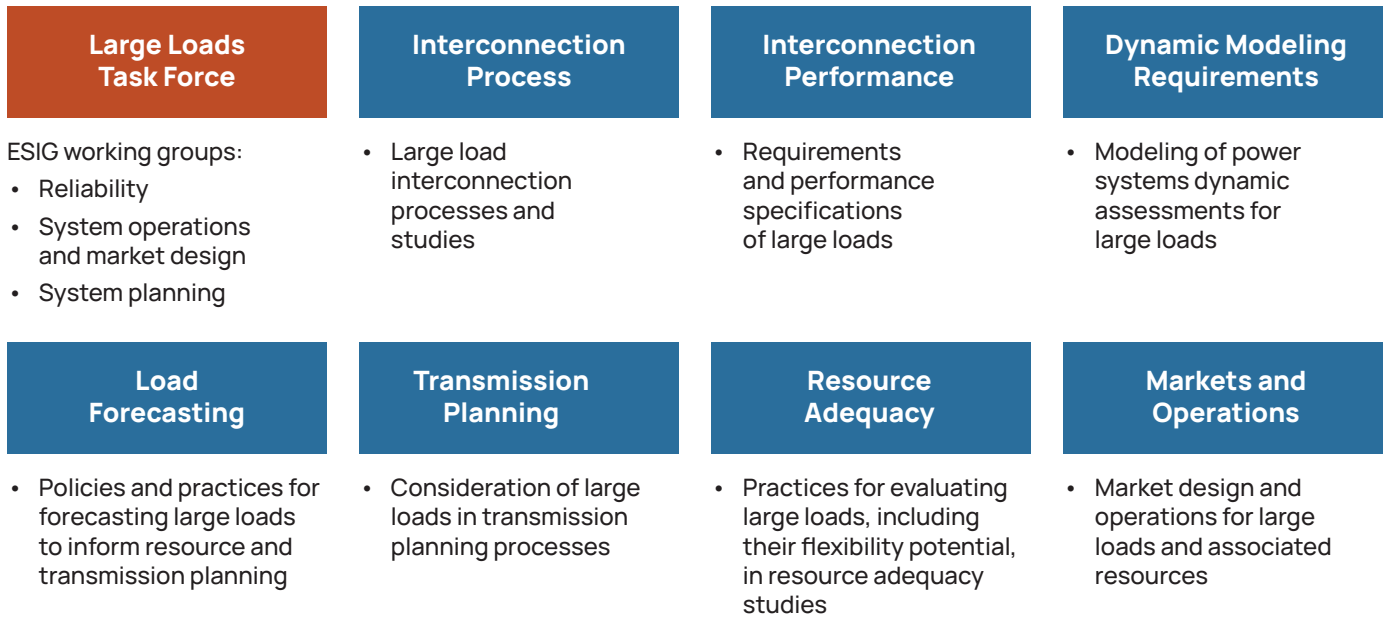 Large Loads
Task Force
ESIG working groups:
• Reliability
• System operations
and market design
• System planning
Interconnection
Process
• Large load
interconnection
processes and
studies
Interconnection
Performance
• Requirements
and performance
specifications
of large loads
Dynamic Modeling
Requirements
• Modeling of power
systems dynamic
assessments for
large loads
Load
Forecasting
• Policies and practices for
forecasting large loads
to inform resource and
transmission planning
Transmission
Planning
• Consideration of large
loads in transmission
planning processes
Resource
Adequacy
• Practices for evaluating
large loads, including
their flexibility potential,
in resource adequacy
studies
Markets and
Operations
• Market design and
operations for large
loads and associated
resources